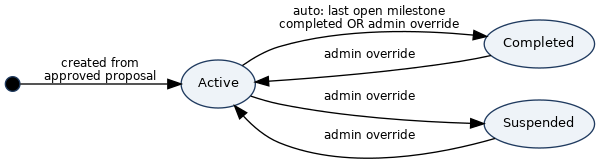 auto: last open milestone
completed OR admin override
Completed
created from
approved proposal
admin override
Active
admin override
Suspended
admin override